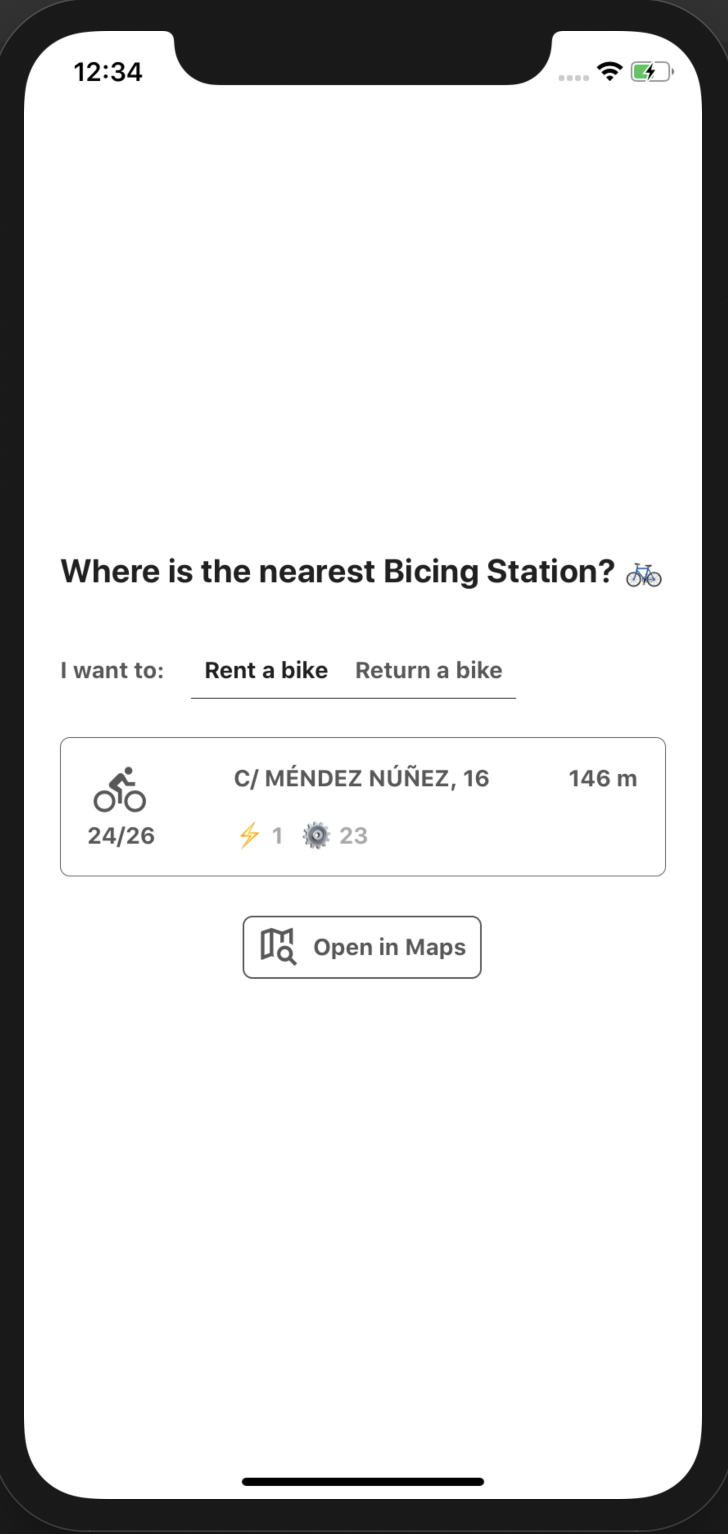 12:34
Where is the nearest Bicing Station? 🚲
I want to: Rent a bike Return a bike
C/ MÉNDEZ NÚÑEZ, 16 146 m
24/26 ⚡ 1 ⚙️ 23
Open in Maps